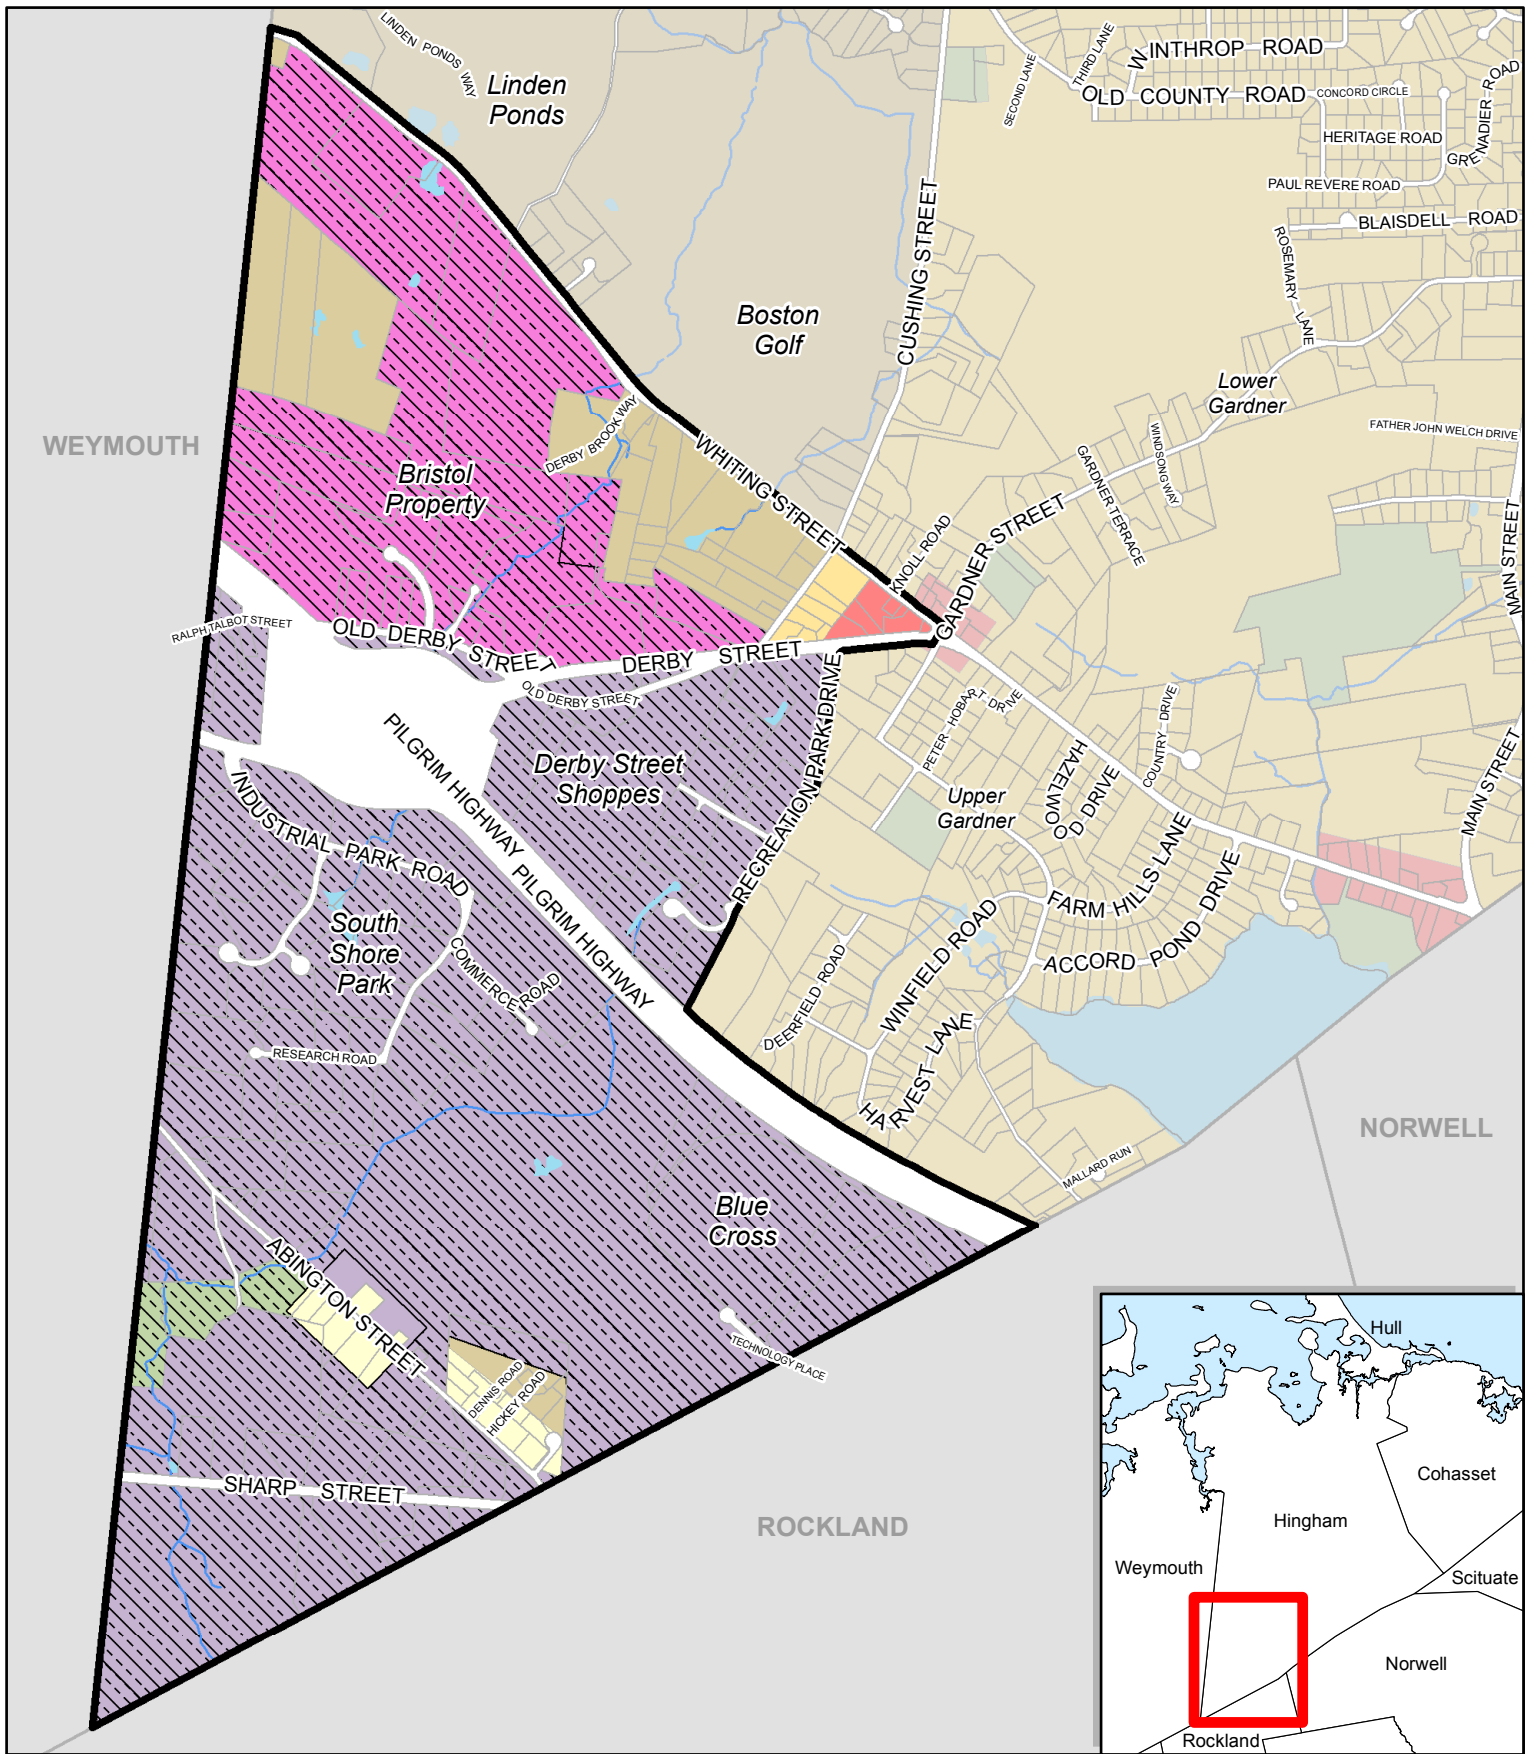 LINDEN PONDS WAY
Linden
Ponds
SECOND LANE
THIRD LANE
WINTHROP ROAD
OLD COUNTY ROAD
CONCORD CIRCLE
HERITAGE ROAD
GRENADIER ROAD
PAUL REVERE ROAD
BLAISDELL ROAD
ROSEMARY LANE
CUSHING STREET
Boston
Golf
Lower
Gardner
FATHER JOHN WELCH DRIVE
WINDSONG WAY
GARDNER TERRACE
MAIN STREET
WEYMOUTH
DERBY BROOK WAY
WHITING STREET
Bristol
Property
KNOLL ROAD
GARDNER STREET
RALPH TALBOT STREET
OLD DERBY STREET
DERBY STREET
OLD DERBY STREET
PETER HOBART DRIVE
COUNTRY DRIVE
HAZELWOOD DRIVE
MAIN STREET
PILGRIM HIGHWAY
PILGRIM HIGHWAY
Derby Street
Shoppes
RECREATION PARK DRIVE
Upper
Gardner
INDUSTRIAL PARK ROAD
FARM HILLS LANE
ACCORD POND DRIVE
South
Shore
Park
COMMERCE ROAD
WINFIELD ROAD
DEERFIELD ROAD
HARVEST LANE
RESEARCH ROAD
NORWELL
MALLARD RUN
Blue
Cross
ABINGTON STREET
TECHNOLOGY PLACE
DENNIS ROAD
HICKEY ROAD
SHARP STREET
ROCKLAND
Hull
Cohasset
Hingham
Weymouth
Scituate
Norwell
Rockland